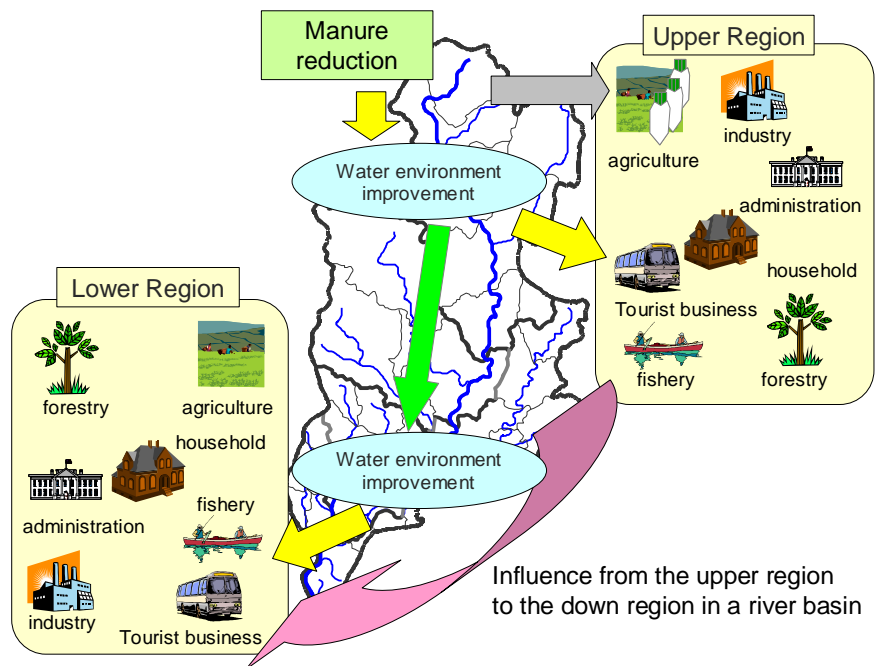 Manure
reduction
Upper Region
agriculture
industry
administration
Water environment
improvement
household
Tourist business
fishery
forestry
Lower Region
forestry
agriculture
household
administration
fishery
industry
Tourist business
Water environment
improvement
Influence from the upper region
to the down region in a river basin